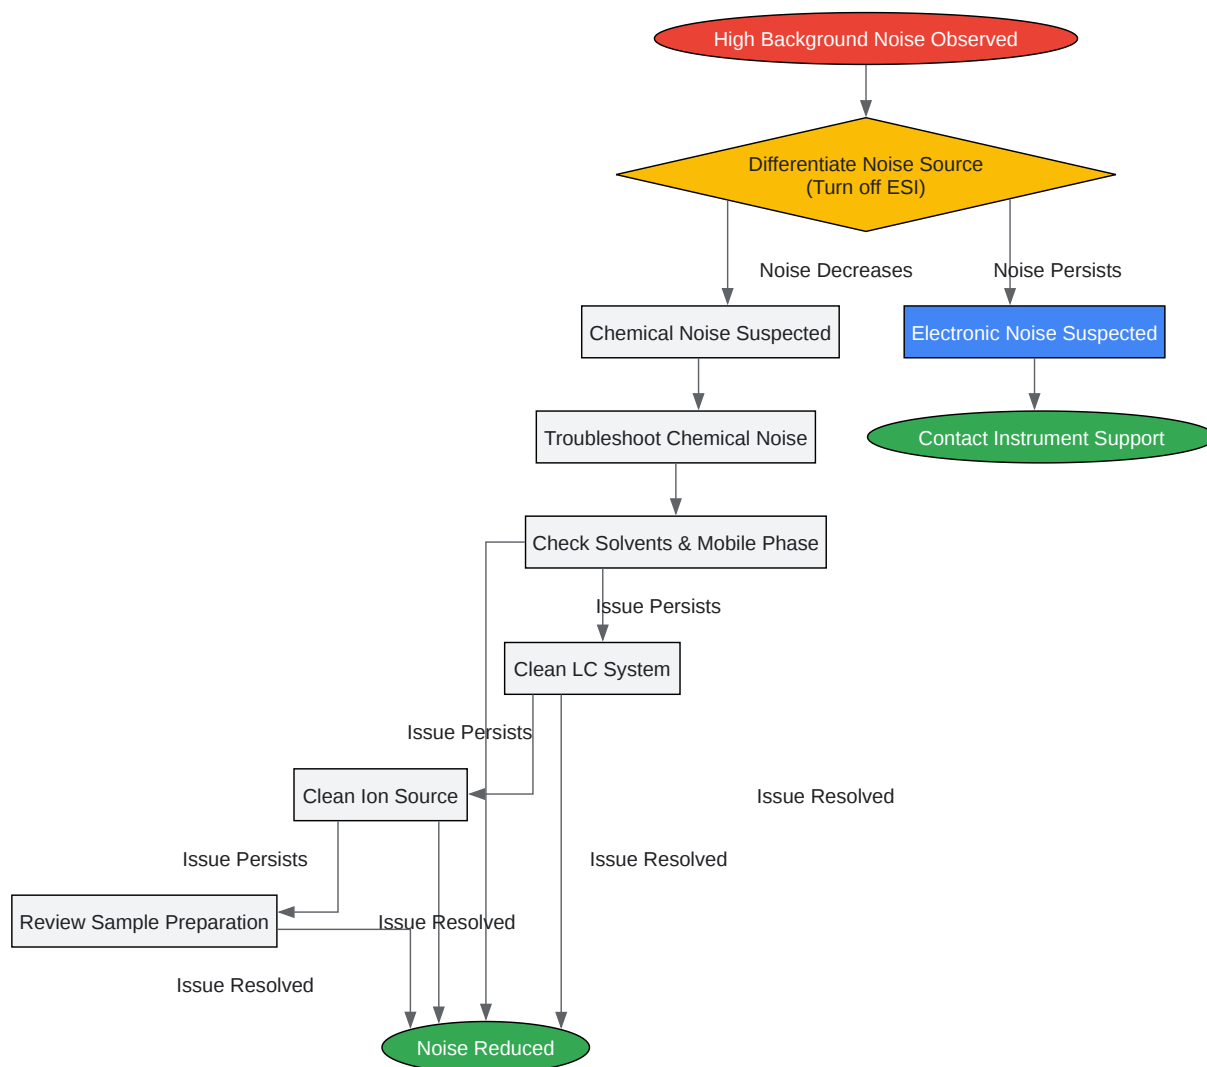 High Background Noise Observed
Differentiate Noise Source
(Turn off ESI)
Noise Decreases
Noise Persists
Chemical Noise Suspected
Electronic Noise Suspected
Troubleshoot Chemical Noise
Contact Instrument Support
Check Solvents & Mobile Phase
Issue Persists
Clean LC System
Issue Persists
Clean Ion Source
Issue Resolved
Issue Persists
Issue Resolved
Review Sample Preparation
Issue Resolved
Issue Resolved
Noise Reduced